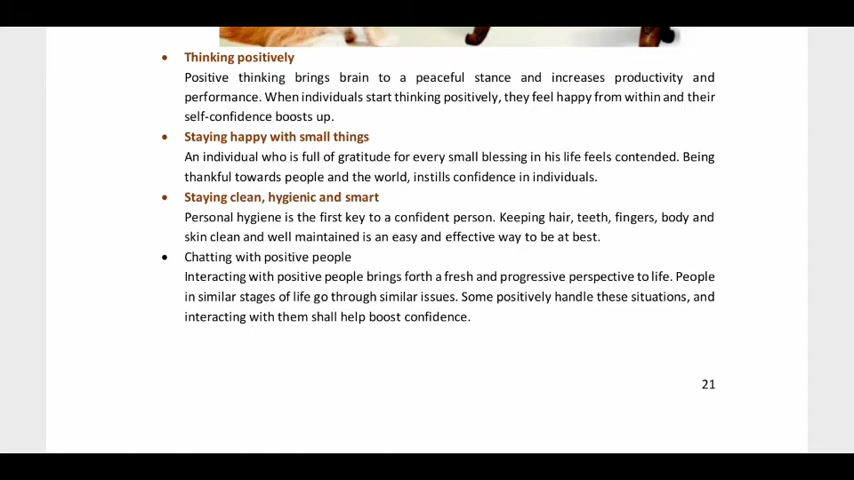 • Thinking positively
Positive thinking brings brain to a peaceful stance and increases productivity and
performance. When individuals start thinking positively, they feel happy from within and their
self-confidence boosts up.
• Staying happy with small things
An individual who is full of gratitude for every small blessing in his life feels contended. Being
thankful towards people and the world, instills confidence in individuals.
• Staying clean, hygienic and smart
Personal hygiene is the first key to a confident person. Keeping hair, teeth, fingers, body and
skin clean and well maintained is an easy and effective way to be at best.
• Chatting with positive people
Interacting with positive people brings forth a fresh and progressive perspective to life. People
in similar stages of life go through similar issues. Some positively handle these situations, and
interacting with them shall help boost confidence.
21